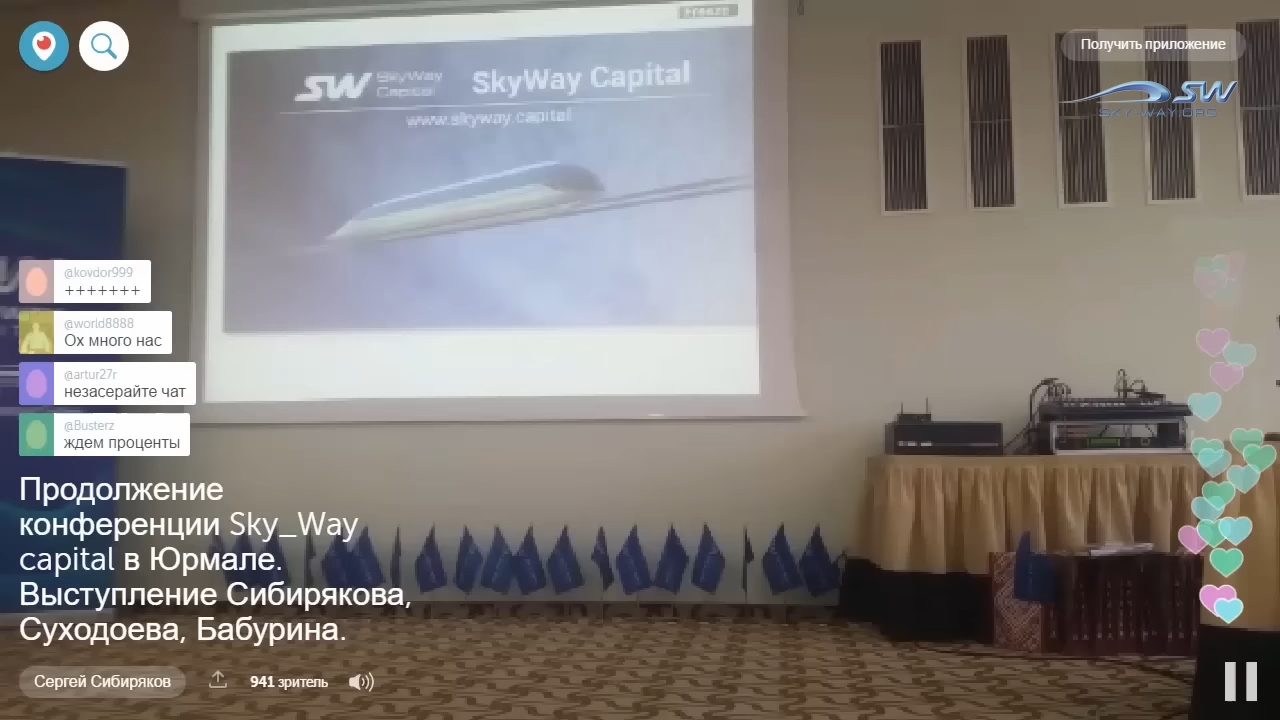 Freeze
Получить приложение
SW SkyWay
Capital
SkyWay Capital
www.skyway.capital
SW
SKY-WAY.ORG
@kovdor999
+++++++
@world8888
Ох много нас
@artur27r
незасерайте чат
@Busterz
ждем проценты
Продолжение
конференции Sky_Way
capital в Юрмале.
Выступление Сибирякова,
Суходоева, Бабурина.
Сергей Сибиряков
941 зритель